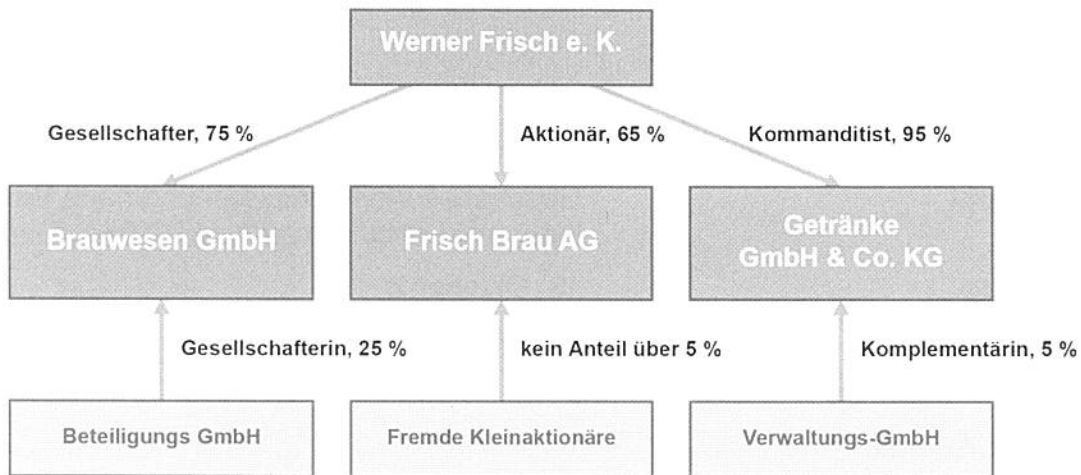 Werner Frisch e. K.
Gesellschafter, 75 %
Aktionär, 65 %
Kommanditist, 95 %
Brauwesen GmbH
Frisch Brau AG
Getränke
GmbH & Co. KG
Gesellschafterin, 25 %
kein Anteil über 5 %
Komplementärin, 5 %
Beteiligungs GmbH
Fremde Kleinaktionäre
Verwaltungs-GmbH